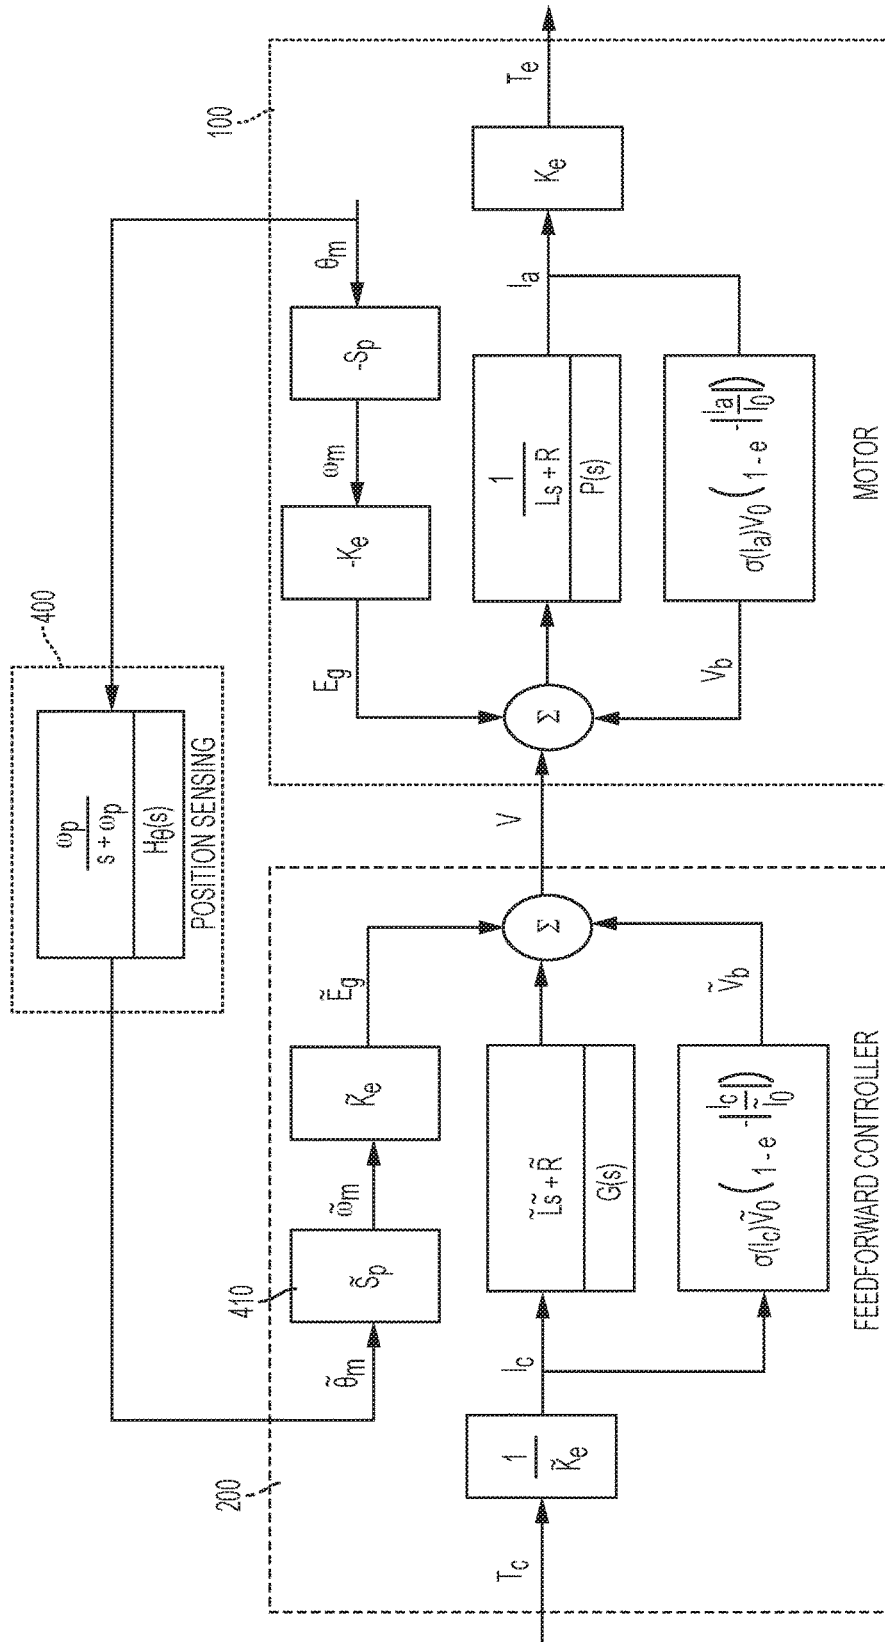 400
ωp
s + ωp
Hθ(s)
POSITION SENSING
200
410
θ̃m
S̃p
ω̃m
K̃e
Ẽg
Tc
1
K̃e
Ic
L̃s̃ + R̃
G(s)
Σ
σ(Ic)Ṽ0 ( 1 - e -|Ic/Ĩ0| )
Ṽb
FEEDFORWARD CONTROLLER
V
100
θm
-Sp
ωm
-Ke
Eg
Σ
1
Ls + R
P(s)
Ia
Ke
Te
σ(Ia)V0 ( 1 - e -|Ia/I0| )
Vb
MOTOR